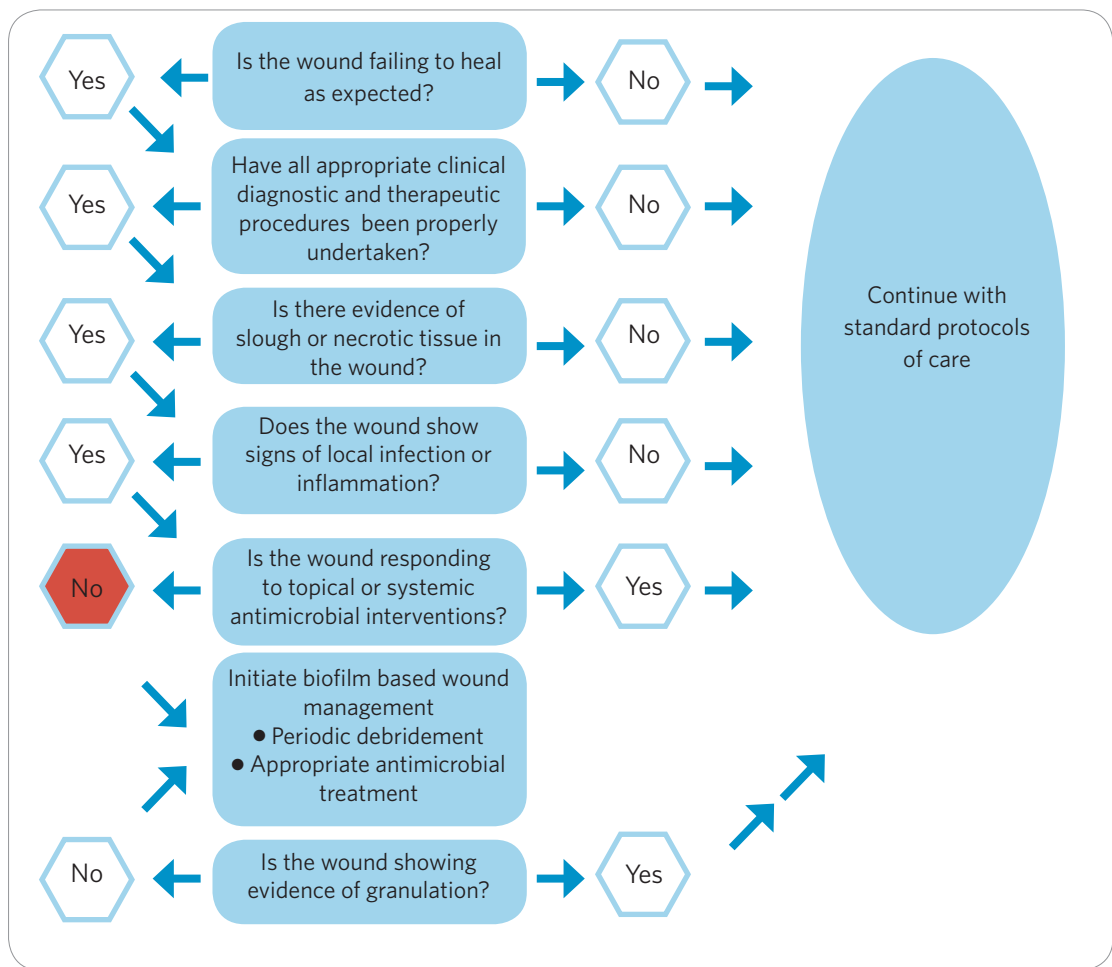 Yes
Is the wound failing to heal
as expected?
No
Yes
Have all appropriate clinical
diagnostic and therapeutic
procedures been properly
undertaken?
No
Yes
Is there evidence of
slough or necrotic tissue in
the wound?
No
Continue with
standard protocols
of care
Yes
Does the wound show
signs of local infection or
inflammation?
No
No
Is the wound responding
to topical or systemic
antimicrobial interventions?
Yes
Initiate biofilm based wound
management
● Periodic debridement
● Appropriate antimicrobial
treatment
No
Is the wound showing
evidence of granulation?
Yes